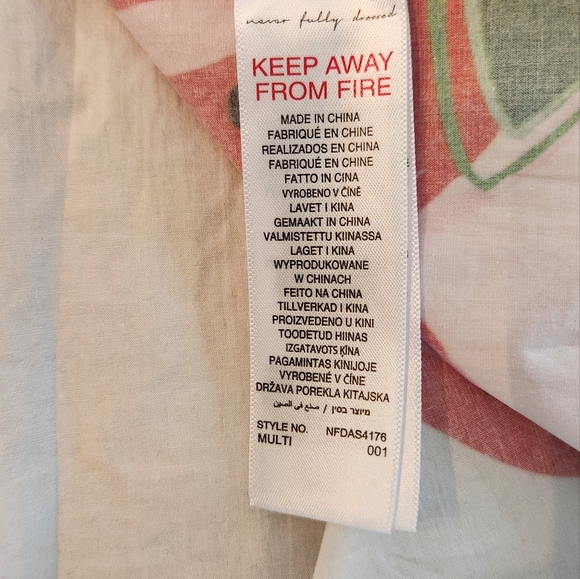 never fully dressed
KEEP AWAY
FROM FIRE
MADE IN CHINA
FABRIQUÉ EN CHINE
REALIZADOS EN CHINA
FABRIQUÉ EN CHINE
FATTO IN CINA
VYROBENO V ČÍNĚ
LAVET I KINA
GEMAAKT IN CHINA
VALMISTETTU KIINASSA
LAGET I KINA
WYPRODUKOWANE
W CHINACH
FEITO NA CHINA
TILLVERKAD I KINA
PROIZVEDENO U KINI
TOODETUD HIINAS
IZGATAVOTS ĶĪNA
PAGAMINTAS KINIJOJE
VYROBENÉ V ČÍNE
DRŽAVA POREKLA KITAJSKA
מיוצר בסין / صنع في الصين
STYLE NO. NFDAS4176
MULTI 001